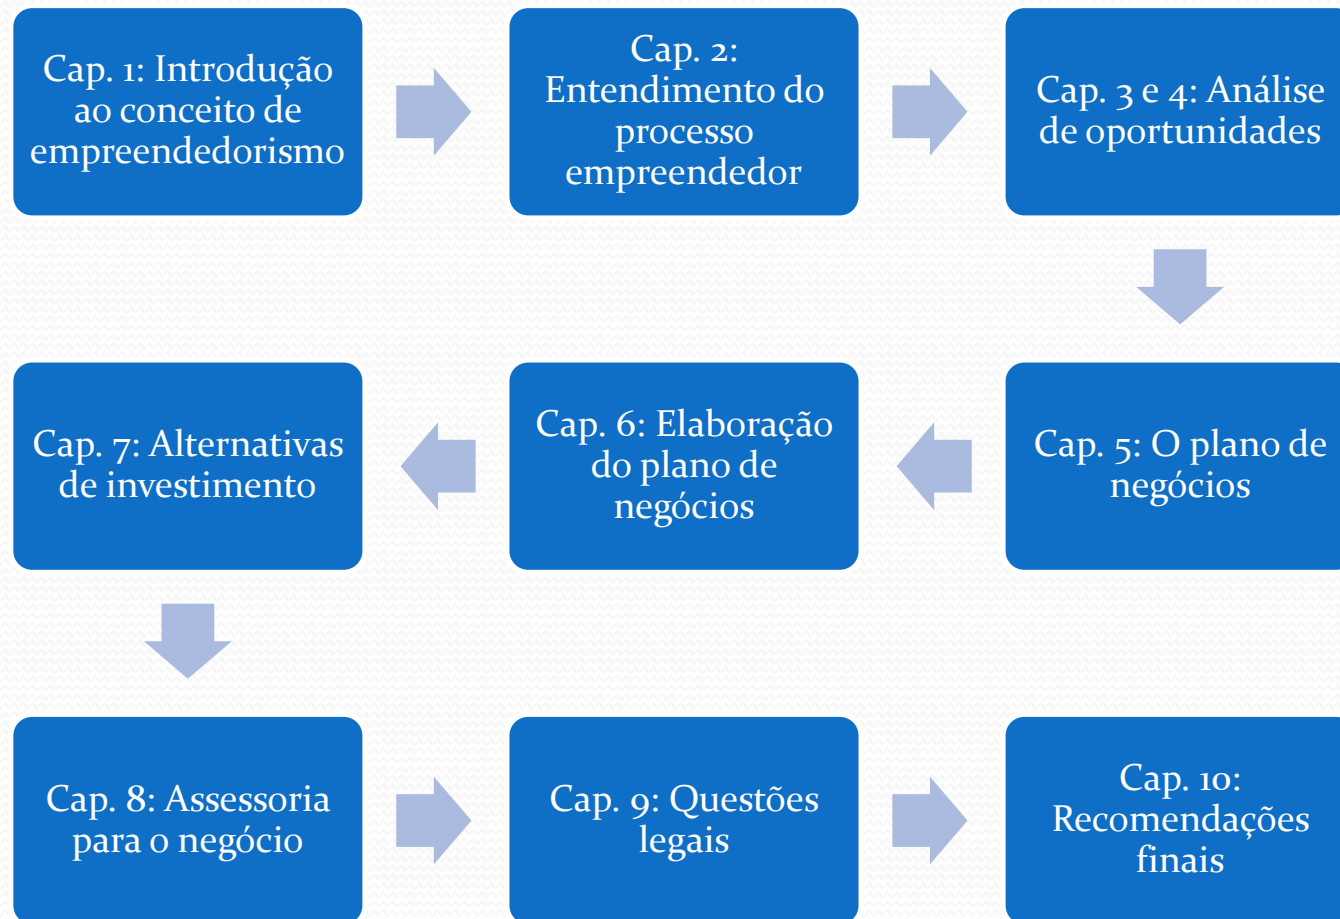 Cap. 1: Introdução
ao conceito de
empreendedorismo
Cap. 2:
Entendimento do
processo
empreendedor
Cap. 3 e 4: Análise
de oportunidades
Cap. 5: O plano de
negócios
Cap. 6: Elaboração
do plano de
negócios
Cap. 7: Alternativas
de investimento
Cap. 8: Assessoria
para o negócio
Cap. 9: Questões
legais
Cap. 10:
Recomendações
finais